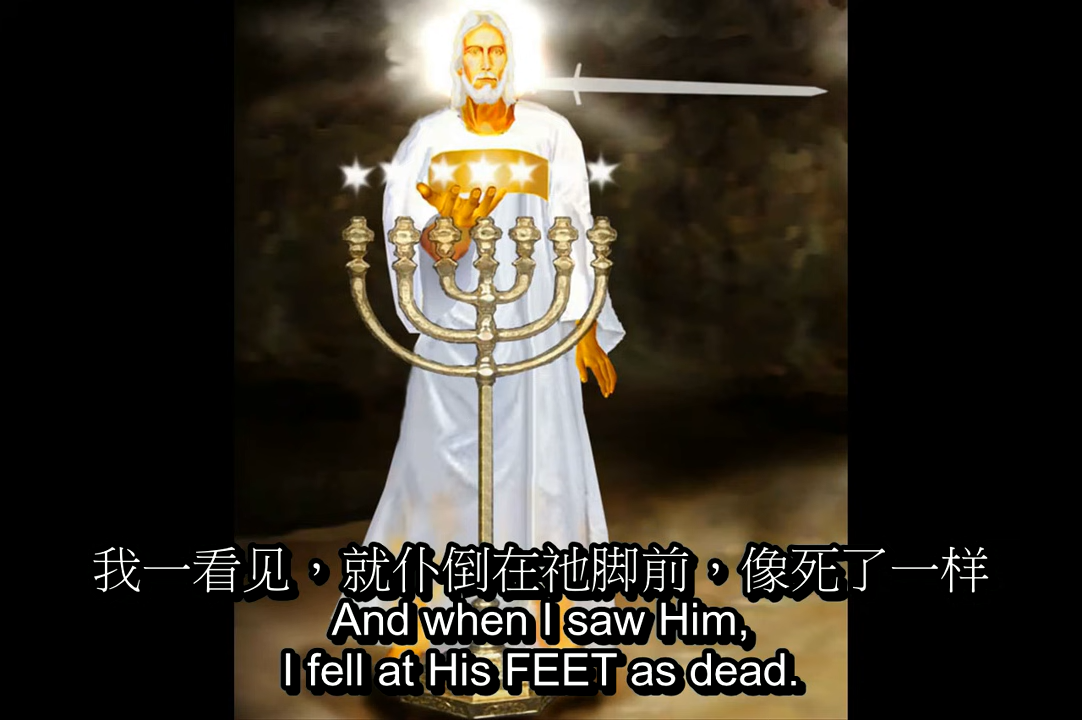 我一看见，就仆倒在祂脚前，像死了一样
And when I saw Him,
I fell at His FEET as dead.